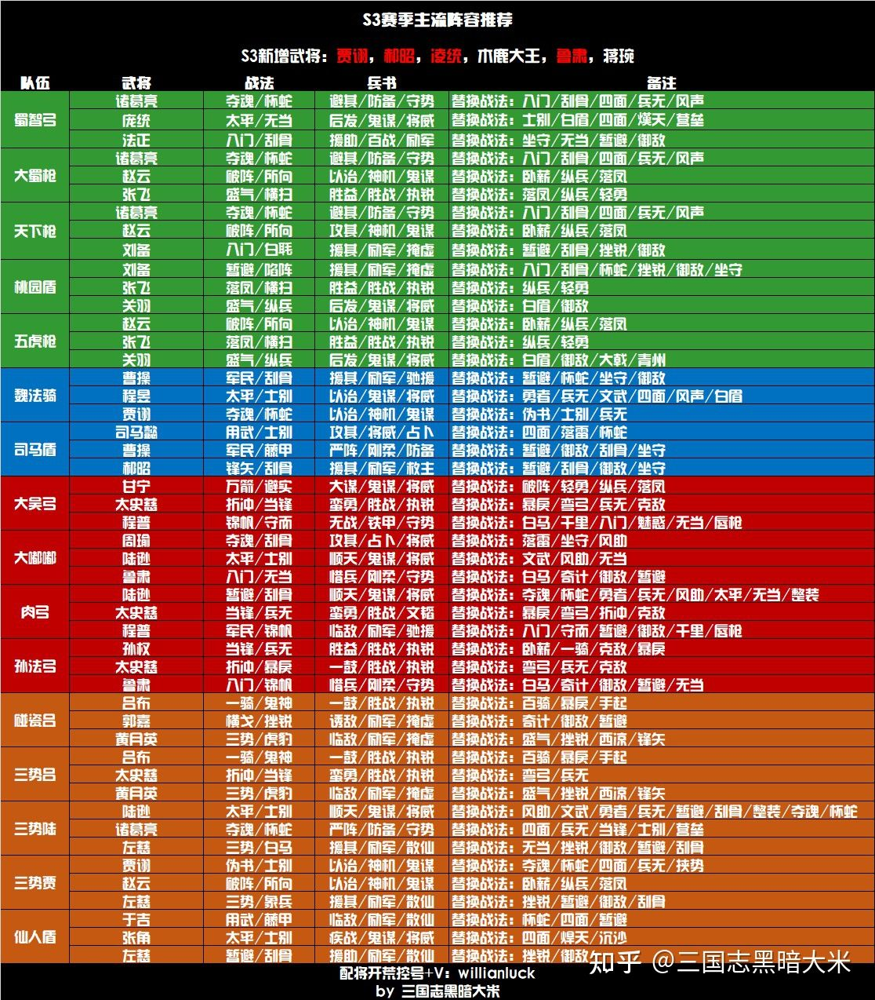 S3赛季主流阵容推荐
S3新增武将：贾诩，郝昭，凌统，木鹿大王，鲁肃，蒋琬
队伍 武将 战法 兵书 备注
蜀智弓 诸葛亮 夺魂/杯蛇 避其/防备/守势 替换战法：八门/刮骨/四面/兵无/风声
庞统 太平/无当 后发/鬼谋/将威 替换战法：士别/白眉/四面/熯天/营垒
法正 八门/刮骨 援助/百战/励军 替换战法：坐守/无当/暂避/御敌
大蜀枪 诸葛亮 夺魂/杯蛇 避其/防备/守势 替换战法：八门/刮骨/四面/兵无/风声
赵云 破阵/所向 以治/神机/鬼谋 替换战法：卧薪/纵兵/落凤
张飞 盛气/横扫 胜益/胜战/执锐 替换战法：落凤/纵兵/轻勇
天下枪 诸葛亮 夺魂/杯蛇 避其/防备/守势 替换战法：八门/刮骨/四面/兵无/风声
赵云 破阵/所向 攻其/神机/鬼谋 替换战法：卧薪/纵兵/落凤
刘备 八门/白毦 援其/励军/掩虚 替换战法：暂避/刮骨/挫锐/御敌
桃园盾 刘备 暂避/陷阵 援其/励军/掩虚 替换战法：八门/刮骨/杯蛇/挫锐/御敌/坐守
张飞 落凤/横扫 胜益/胜战/执锐 替换战法：纵兵/轻勇
关羽 盛气/纵兵 后发/鬼谋/将威 替换战法：白眉/御敌
五虎枪 赵云 破阵/所向 以治/神机/鬼谋 替换战法：卧薪/纵兵/落凤
张飞 落凤/横扫 胜益/胜战/执锐 替换战法：纵兵/轻勇
关羽 盛气/纵兵 后发/鬼谋/将威 替换战法：白眉/御敌/大戟/青州
魏法骑 曹操 军民/刮骨 援其/励军/驰援 替换战法：暂避/杯蛇/坐守/御敌
程昱 太平/士别 以治/鬼谋/将威 替换战法：勇者/兵无/文武/四面/风声/白眉
贾诩 夺魂/杯蛇 以治/神机/鬼谋 替换战法：伪书/士别/兵无
司马盾 司马懿 用武/士别 攻其/将威/占卜 替换战法：四面/落雷/杯蛇
曹操 军民/藤甲 严阵/刚柔/防备 替换战法：暂避/御敌/刮骨/坐守
郝昭 锋矢/刮骨 援其/励军/救主 替换战法：暂避/刮骨/御敌/坐守
大吴弓 甘宁 万箭/避实 大谋/鬼谋/将威 替换战法：破阵/轻勇/纵兵/落凤
太史慈 折冲/当锋 蛮勇/胜战/执锐 替换战法：暴戾/弯弓/兵无/克敌
程普 锦帆/守而 无战/铁甲/守势 替换战法：白马/千里/八门/魅惑/无当/唇枪
大嘟嘟 周瑜 夺魂/刮骨 攻其/占卜/将威 替换战法：落雷/坐守/风助
陆逊 太平/士别 顺天/鬼谋/将威 替换战法：文武/风助/无当
鲁肃 八门/无当 惜兵/刚柔/守势 替换战法：白马/奇计/御敌/暂避
肉弓 陆逊 暂避/刮骨 顺天/鬼谋/将威 替换战法：夺魂/杯蛇/勇者/兵无/风助/太平/无当/整装
太史慈 当锋/兵无 蛮勇/胜战/文韬 替换战法：暴戾/弯弓/折冲/克敌
程普 军民/锦帆 临敌/励军/驰援 替换战法：八门/守而/暂避/御敌/千里/唇枪
孙法弓 孙权 当锋/兵无 胜益/胜战/执锐 替换战法：卧薪/一骑/克敌/暴戾
太史慈 折冲/暴戾 一鼓/胜战/执锐 替换战法：弯弓/兵无/克敌
鲁肃 八门/锦帆 惜兵/刚柔/守势 替换战法：白马/奇计/御敌/暂避/无当
碰瓷吕 吕布 一骑/鬼神 一鼓/胜战/执锐 替换战法：百骑/暴戾/手起
郭嘉 横戈/挫锐 诱敌/励军/掩虚 替换战法：奇计/御敌/暂避
黄月英 三势/虎豹 临敌/励军/掩虚 替换战法：盛气/挫锐/西凉/锋矢
三势吕 吕布 一骑/鬼神 一鼓/胜战/执锐 替换战法：百骑/暴戾/手起
太史慈 折冲/当锋 蛮勇/胜战/执锐 替换战法：弯弓/兵无
黄月英 三势/虎豹 临敌/励军/掩虚 替换战法：盛气/挫锐/西凉/锋矢
三势陆 陆逊 太平/士别 顺天/鬼谋/将威 替换战法：风助/文武/勇者/兵无/暂避/刮骨/整装/夺魂/杯蛇
诸葛亮 夺魂/杯蛇 严阵/防备/守势 替换战法：四面/兵无/当锋/士别/营垒
左慈 三势/白马 援其/励军/散仙 替换战法：无当/挫锐/御敌/暂避/刮骨
三势贾 贾诩 伪书/士别 以治/神机/鬼谋 替换战法：夺魂/杯蛇/四面/兵无/挟势
赵云 破阵/所向 以治/神机/鬼谋 替换战法：卧薪/纵兵/落凤
左慈 三势/象兵 援其/励军/散仙 替换战法：挫锐/暂避/御敌/刮骨
仙人盾 于吉 用武/藤甲 临敌/励军/散仙 替换战法：杯蛇/四面/暂避
张角 太平/士别 疾战/鬼谋/将威 替换战法：四面/焊天/沉沙
左慈 暂避/刮骨 援助/励军/散仙 替换战法：挫锐/御敌
知乎 @三国志黑暗大米
配将开荒控号+V：willianluck
by 三国志黑暗大米